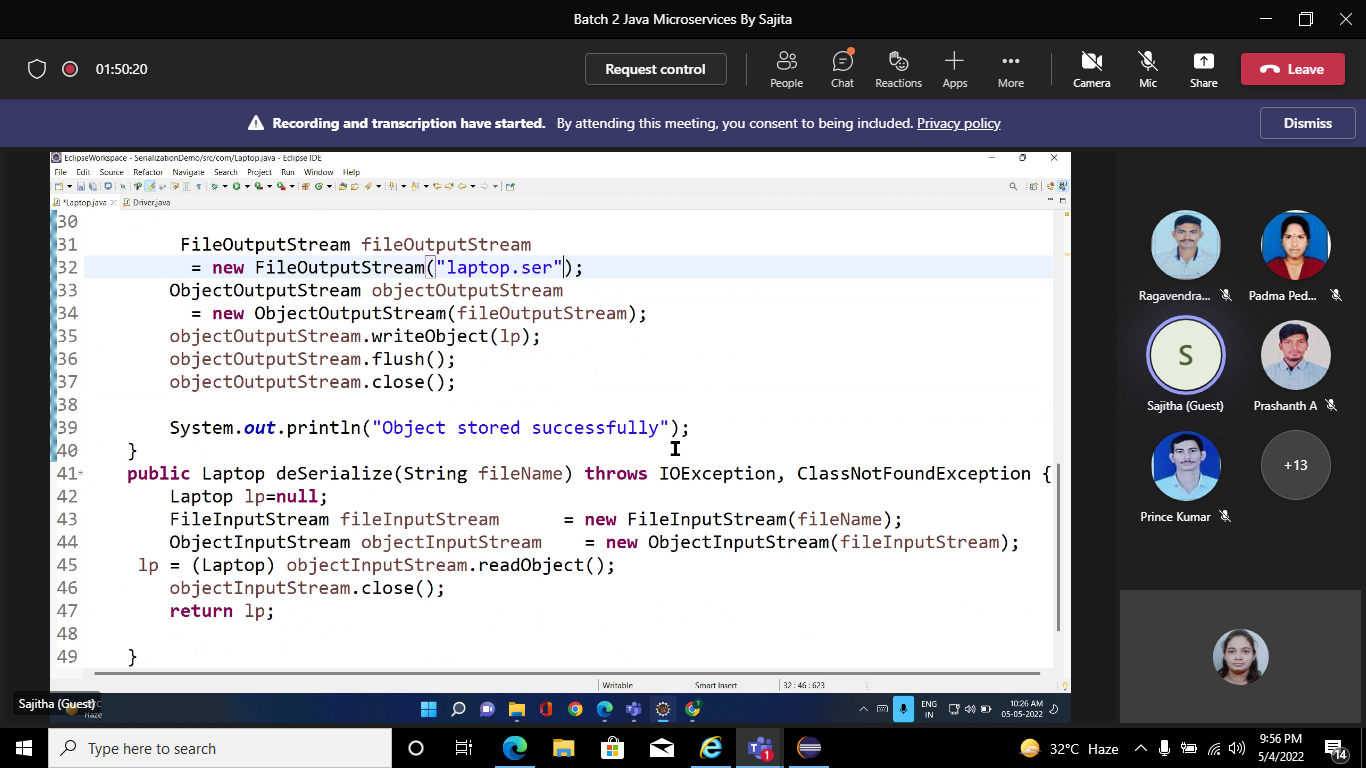 Batch 2 Java Microservices By Sajita
01:50:20
Request control
People
Chat
Reactions
Apps
More
Camera
Mic
Share
Leave
Recording and transcription have started. By attending this meeting, you consent to being included. Privacy policy
Dismiss
EclipseWorkspace - SerializationDemo/src/com/Laptop.java - Eclipse IDE
File Edit Source Refactor Navigate Search Project Run Window Help
*Laptop.java Driver.java
30
31 FileOutputStream fileOutputStream
32 = new FileOutputStream("laptop.ser");
33 ObjectOutputStream objectOutputStream
34 = new ObjectOutputStream(fileOutputStream);
35 objectOutputStream.writeObject(lp);
36 objectOutputStream.flush();
37 objectOutputStream.close();
38
39 System.out.println("Object stored successfully");
40 }
41 public Laptop deSerialize(String fileName) throws IOException, ClassNotFoundException {
42 Laptop lp=null;
43 FileInputStream fileInputStream = new FileInputStream(fileName);
44 ObjectInputStream objectInputStream = new ObjectInputStream(fileInputStream);
45 lp = (Laptop) objectInputStream.readObject();
46 objectInputStream.close();
47 return lp;
48
49 }
Writable Smart Insert 32 : 46 : 623
Ragavendra... Padma Ped...
S
Sajitha (Guest) Prashanth A
+13
Prince Kumar
Sajitha (Guest)
Haze
ENG
IN
10:26 AM
05-05-2022
Type here to search
1
32°C Haze
9:56 PM
5/4/2022
14